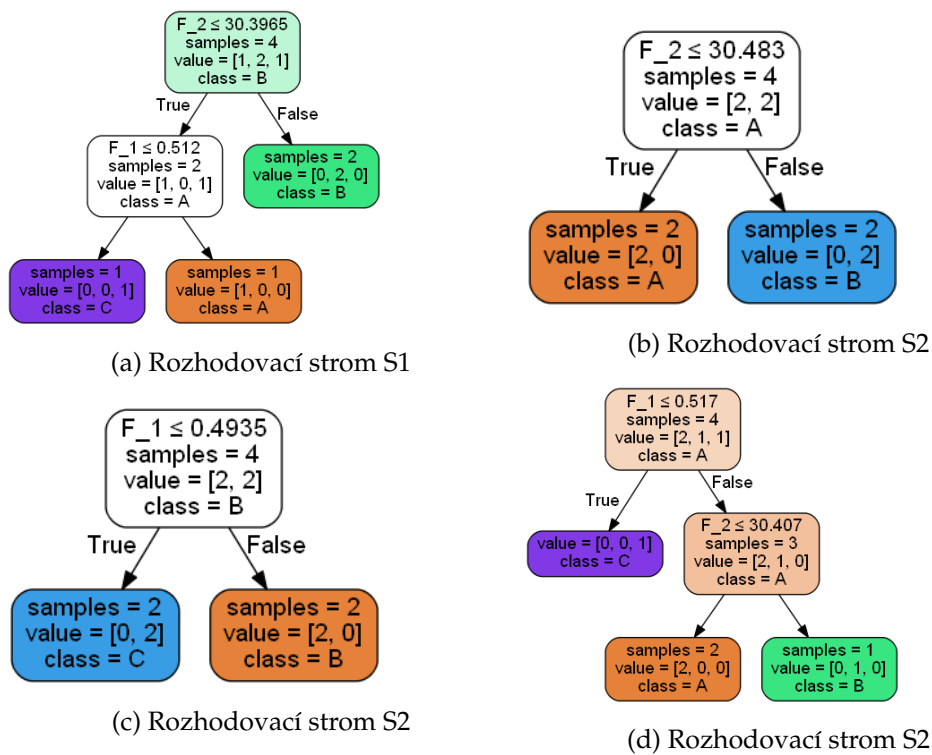 F_2 ≤ 30.3965
samples = 4
value = [1, 2, 1]
class = B
True
False
F_1 ≤ 0.512
samples = 2
value = [1, 0, 1]
class = A
samples = 2
value = [0, 2, 0]
class = B
samples = 1
value = [0, 0, 1]
class = C
samples = 1
value = [1, 0, 0]
class = A
(a) Rozhodovací strom S1
F_2 ≤ 30.483
samples = 4
value = [2, 2]
class = A
True
False
samples = 2
value = [2, 0]
class = A
samples = 2
value = [0, 2]
class = B
(b) Rozhodovací strom S2
F_1 ≤ 0.4935
samples = 4
value = [2, 2]
class = B
True
False
samples = 2
value = [0, 2]
class = C
samples = 2
value = [2, 0]
class = B
(c) Rozhodovací strom S2
F_1 ≤ 0.517
samples = 4
value = [2, 1, 1]
class = A
True
False
value = [0, 0, 1]
class = C
F_2 ≤ 30.407
samples = 3
value = [2, 1, 0]
class = A
samples = 2
value = [2, 0, 0]
class = A
samples = 1
value = [0, 1, 0]
class = B
(d) Rozhodovací strom S2